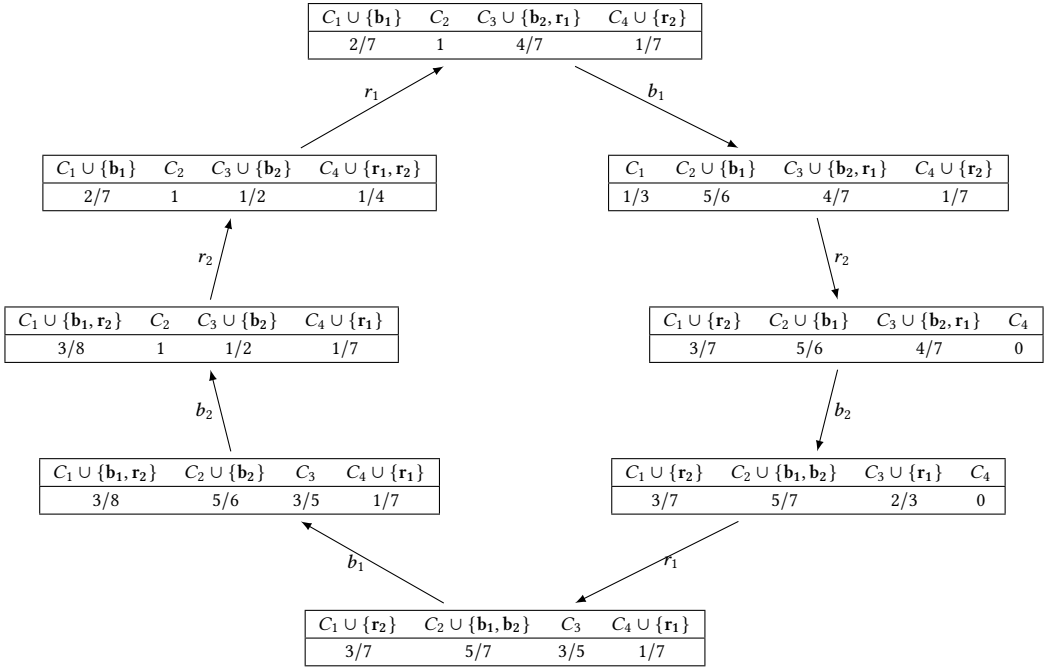 C₁ ∪ {b₁} C₂ C₃ ∪ {b₂, r₁} C₄ ∪ {r₂}
2/7 1 4/7 1/7
r₁ b₁
C₁ ∪ {b₁} C₂ C₃ ∪ {b₂} C₄ ∪ {r₁, r₂}
2/7 1 1/2 1/4
C₁ C₂ ∪ {b₁} C₃ ∪ {b₂, r₁} C₄ ∪ {r₂}
1/3 5/6 4/7 1/7
r₂ r₂
C₁ ∪ {b₁, r₂} C₂ C₃ ∪ {b₂} C₄ ∪ {r₁}
3/8 1 1/2 1/7
C₁ ∪ {r₂} C₂ ∪ {b₁} C₃ ∪ {b₂, r₁} C₄
3/7 5/6 4/7 0
b₂ b₂
C₁ ∪ {b₁, r₂} C₂ ∪ {b₂} C₃ C₄ ∪ {r₁}
3/8 5/6 3/5 1/7
C₁ ∪ {r₂} C₂ ∪ {b₁, b₂} C₃ ∪ {r₁} C₄
3/7 5/7 2/3 0
b₁ r₁
C₁ ∪ {r₂} C₂ ∪ {b₁, b₂} C₃ C₄ ∪ {r₁}
3/7 5/7 3/5 1/7